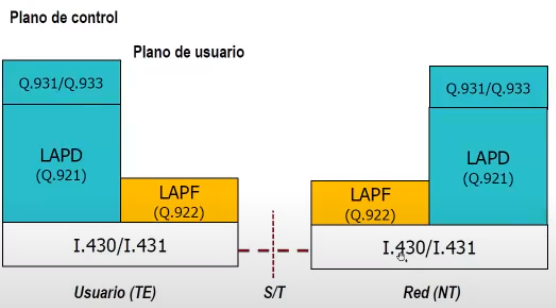 Plano de control
Plano de usuario
Q.931/Q.933
LAPD
(Q.921)
LAPF
(Q.922)
I.430/I.431
Q.931/Q.933
LAPD
(Q.921)
LAPF
(Q.922)
I.430/I.431
Usuario (TE)
S/T
Red (NT)